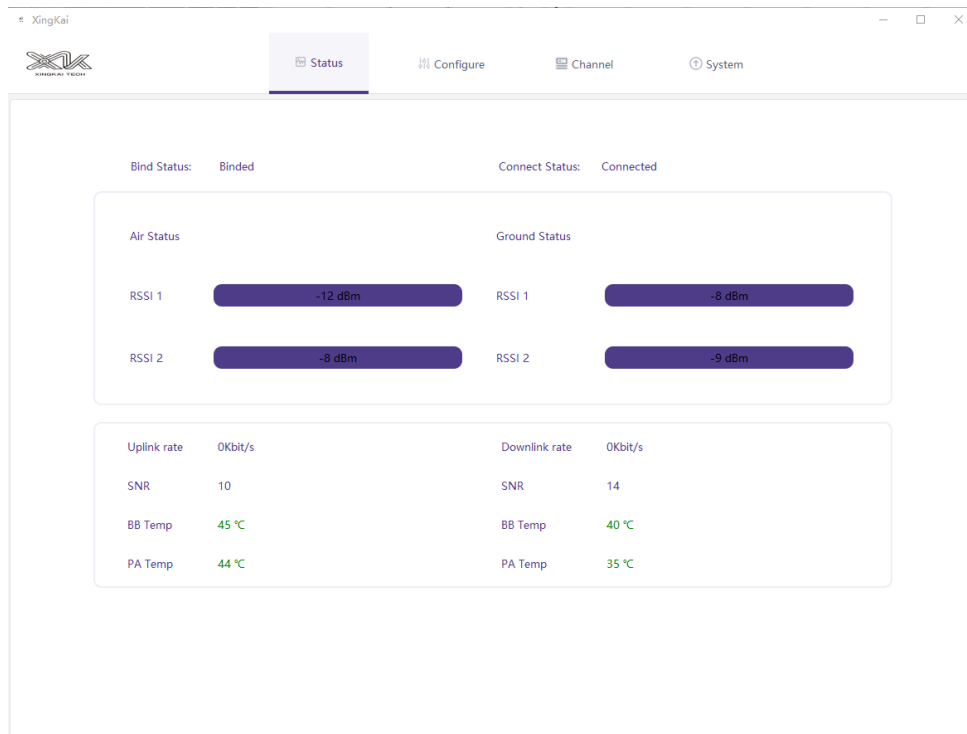 XingKai
XINGKAI TECH
Status
Configure
Channel
System
Bind Status: Binded
Connect Status: Connected
Air Status
Ground Status
RSSI 1 -12 dBm
RSSI 1 -8 dBm
RSSI 2 -8 dBm
RSSI 2 -9 dBm
Uplink rate 0Kbit/s
Downlink rate 0Kbit/s
SNR 10
SNR 14
BB Temp 45 ℃
BB Temp 40 ℃
PA Temp 44 ℃
PA Temp 35 ℃